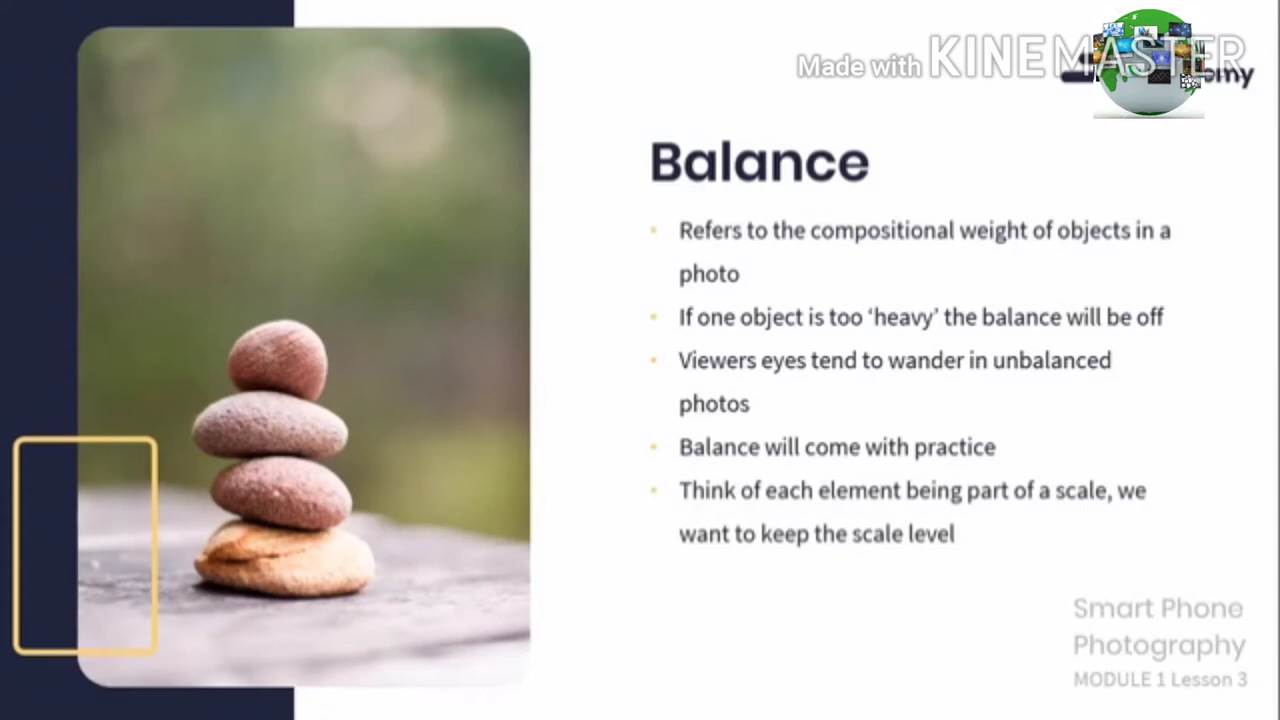 Made with KINEMASTER
Balance
• Refers to the compositional weight of objects in a
photo
• If one object is too ‘heavy’ the balance will be off
• Viewers eyes tend to wander in unbalanced
photos
• Balance will come with practice
• Think of each element being part of a scale, we
want to keep the scale level
Smart Phone
Photography
MODULE 1 Lesson 3